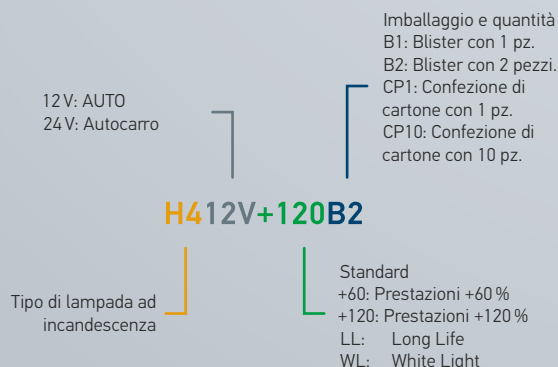 Imballaggio e quantità
B1: Blister con 1 pz.
B2: Blister con 2 pezzi.
CP1: Confezione di
cartone con 1 pz.
CP10: Confezione di
cartone con 10 pz.
12 V: AUTO
24 V: Autocarro
H412V+120B2
Tipo di lampada ad
incandescenza
Standard
+60: Prestazioni +60 %
+120: Prestazioni +120 %
LL: Long Life
WL: White Light